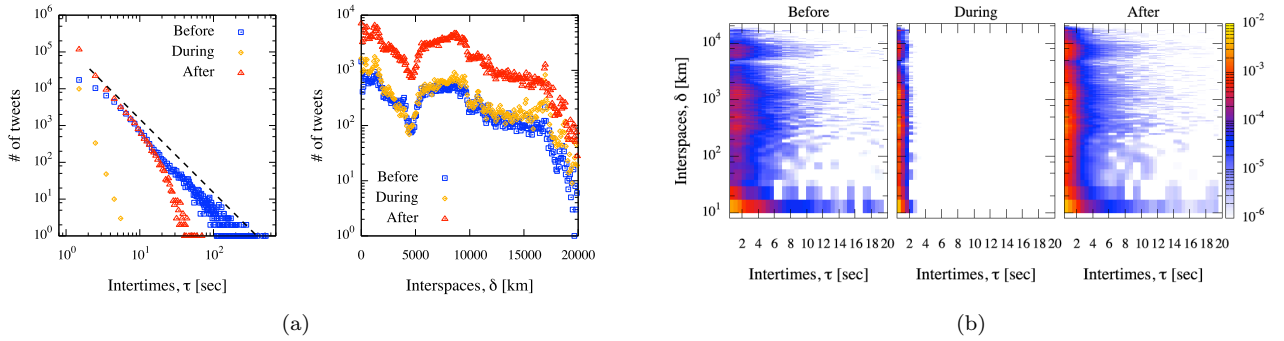 Before
During
After
10^6
10^5
10^4
10^3
10^2
10^1
10^0
# of tweets
10^0 10^1 10^2
Intertimes, τ [sec]
10^4
10^3
10^2
10^1
10^0
# of tweets
Before
During
After
0 5000 10000 15000 20000
Interspaces, δ [km]
(a)
Before During After
10^4
10^3
10^2
10^1
Interspaces, δ [km]
2 4 6 8 10 12 14 16 18 20
2 4 6 8 10 12 14 16 18 20
2 4 6 8 10 12 14 16 18 20
Intertimes, τ [sec] Intertimes, τ [sec] Intertimes, τ [sec]
10^-2
10^-3
10^-4
10^-5
10^-6
(b)